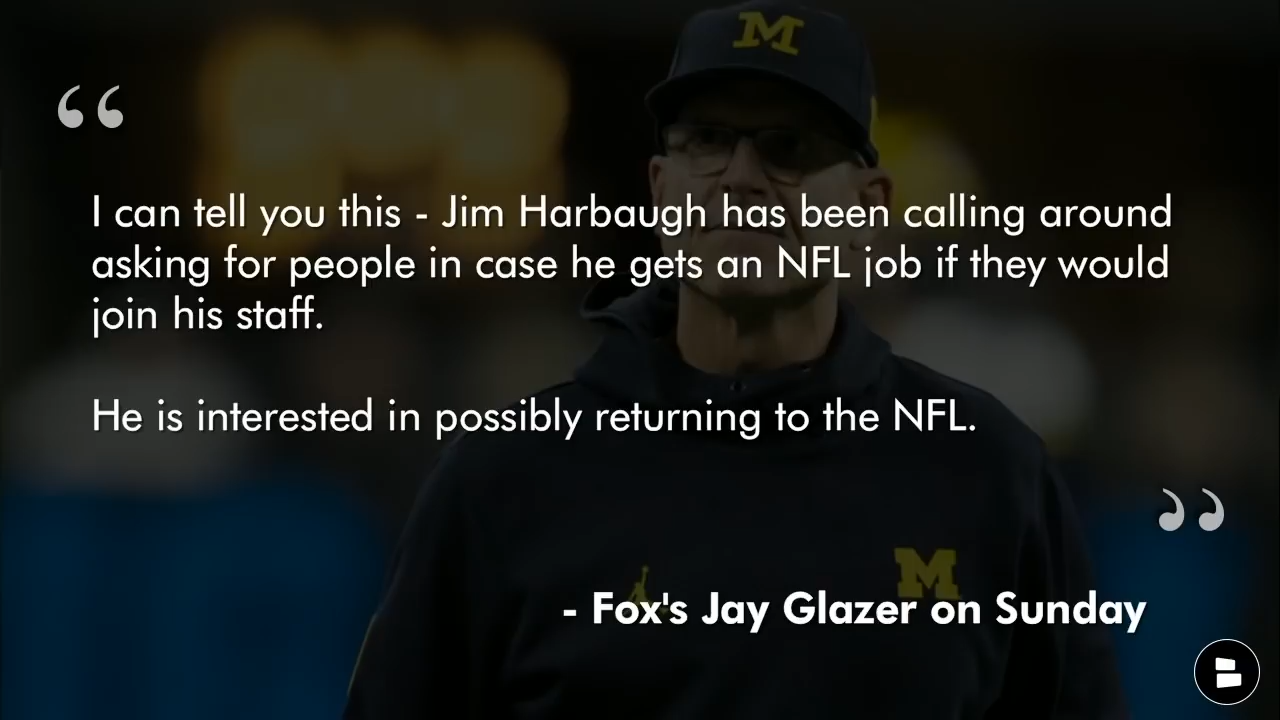 M
“
I can tell you this - Jim Harbaugh has been calling around
asking for people in case he gets an NFL job if they would
join his staff.
He is interested in possibly returning to the NFL.
”
M
- Fox's Jay Glazer on Sunday